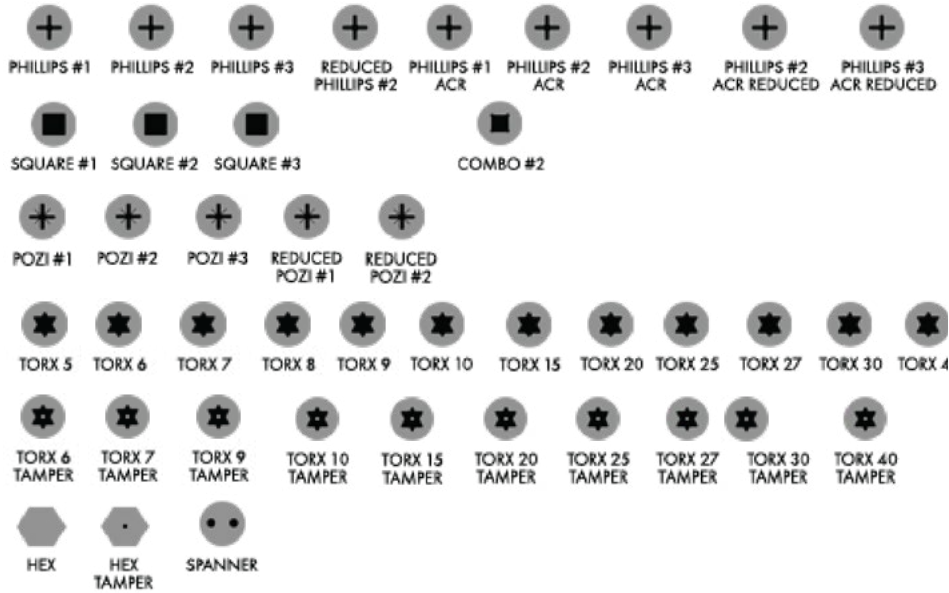 PHILLIPS #1 PHILLIPS #2 PHILLIPS #3 REDUCED PHILLIPS #1 PHILLIPS #2 PHILLIPS #3 PHILLIPS #2 PHILLIPS #3
PHILLIPS #2 ACR ACR ACR ACR REDUCED ACR REDUCED
SQUARE #1 SQUARE #2 SQUARE #3 COMBO #2
POZI #1 POZI #2 POZI #3 REDUCED REDUCED
POZI #1 POZI #2
TORX 5 TORX 6 TORX 7 TORX 8 TORX 9 TORX 10 TORX 15 TORX 20 TORX 25 TORX 27 TORX 30 TORX 4
TORX 6 TORX 7 TORX 9 TORX 10 TORX 15 TORX 20 TORX 25 TORX 27 TORX 30 TORX 40
TAMPER TAMPER TAMPER TAMPER TAMPER TAMPER TAMPER TAMPER TAMPER TAMPER
HEX HEX SPANNER
TAMPER